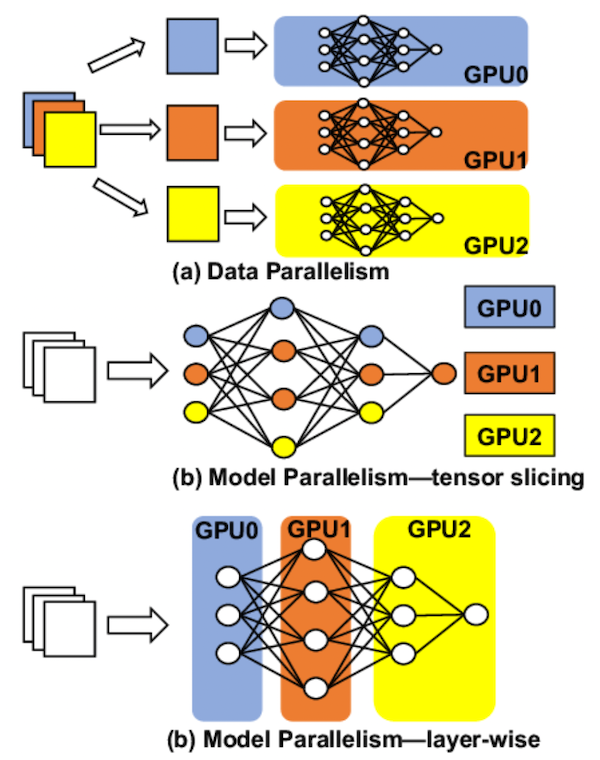 GPU0
GPU1
GPU2
(a) Data Parallelism
GPU0
GPU1
GPU2
(b) Model Parallelism—tensor slicing
GPU0 GPU1 GPU2
(b) Model Parallelism—layer-wise